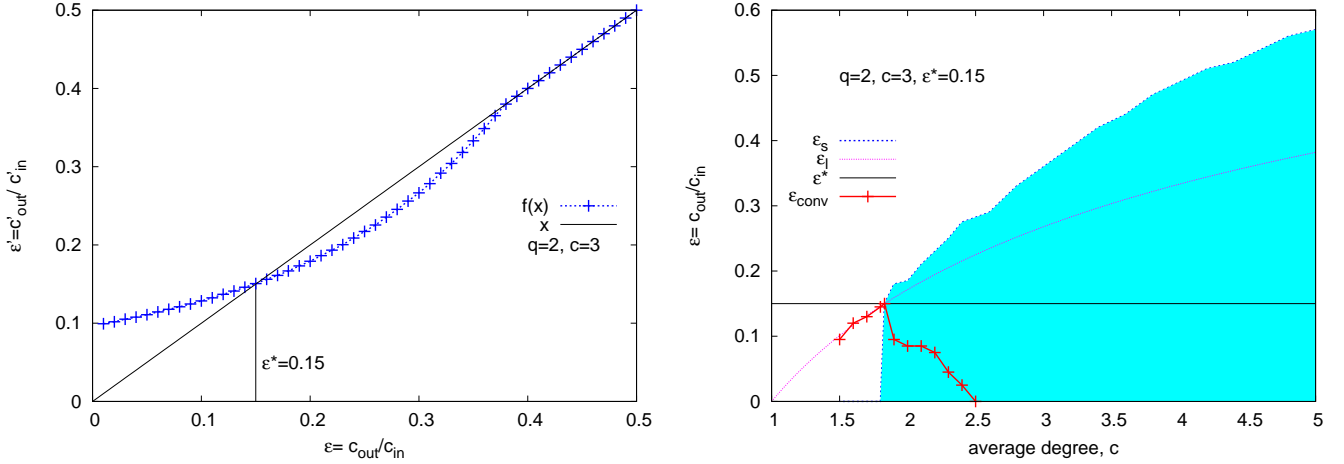 0.5
0.4
0.3
0.2
0.1
0
ε'=c'out/ c'in
0
0.1
0.2
0.3
0.4
0.5
ε= cout/cin
ε*=0.15
f(x)
x
q=2, c=3
0.6
0.5
0.4
0.3
0.2
0.1
0
ε= cout/cin
1
1.5
2
2.5
3
3.5
4
4.5
5
average degree, c
q=2, c=3, ε*=0.15
εs
εl
ε*
εconv